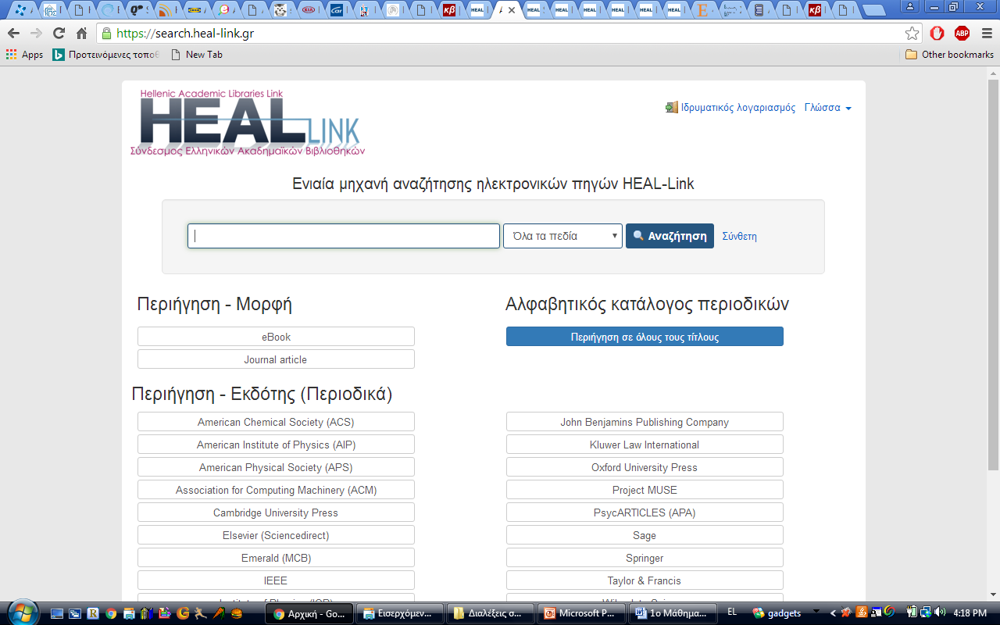 https://search.heal-link.gr
Apps
Προτεινόμενες τοποθ
New Tab
Other bookmarks
Hellenic Academic Libraries Link
HEAL LINK
Σύνδεσμος Ελληνικών Ακαδημαϊκών Βιβλιοθηκών
Ιδρυματικός λογαριασμός
Γλώσσα
Ενιαία μηχανή αναζήτησης ηλεκτρονικών πηγών HEAL-Link
Όλα τα πεδία
Αναζήτηση
Σύνθετη
Περιήγηση - Μορφή
eBook
Journal article
Αλφαβητικός κατάλογος περιοδικών
Περιήγηση σε όλους τους τίτλους
Περιήγηση - Εκδότης (Περιοδικά)
American Chemical Society (ACS)
American Institute of Physics (AIP)
American Physical Society (APS)
Association for Computing Machinery (ACM)
Cambridge University Press
Elsevier (Sciencedirect)
Emerald (MCB)
IEEE
John Benjamins Publishing Company
Kluwer Law International
Oxford University Press
Project MUSE
PsycARTICLES (APA)
Sage
Springer
Taylor & Francis
Αρχική - Go...
Εισερχόμεν...
Διαλέξεις σ...
Microsoft P...
1ο Μάθημα...
EL
gadgets
4:18 PM